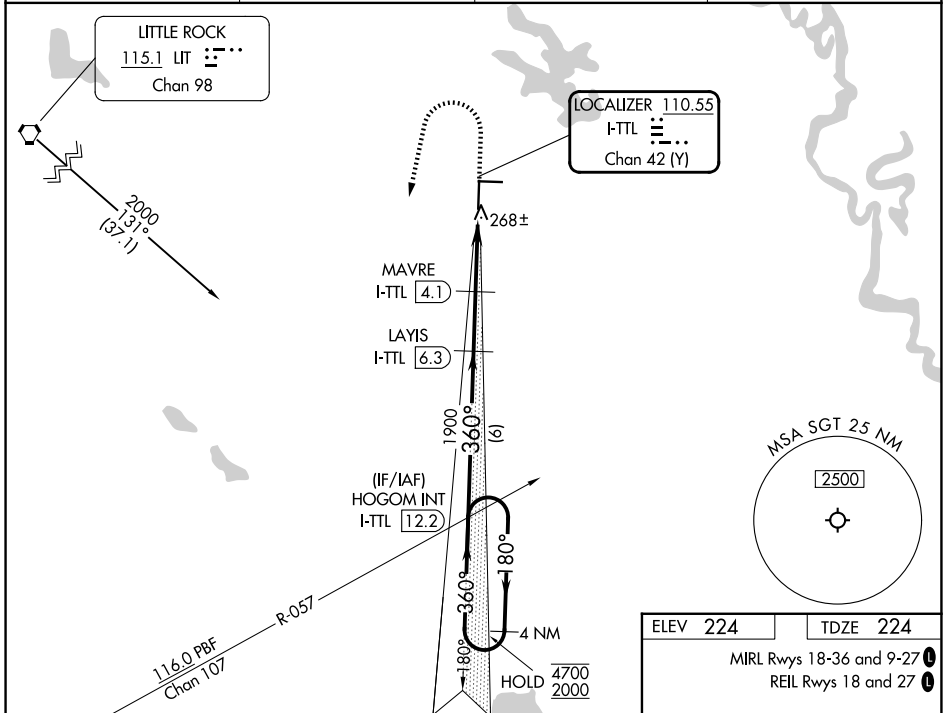 LITTLE ROCK
115.1 LIT
Chan 98
LOCALIZER 110.55
I-TTL
Chan 42 (Y)
2000
131°
(37.1)
268±
MAVRE
I-TTL 4.1
LAYIS
I-TTL 6.3
1900
360°
(6)
(IF/IAF)
HOGOM INT
I-TTL 12.2
MSA SGT 25 NM
2500
180°
360°
R-057
116.0 PBF
Chan 107
180°
4 NM
HOLD 4700
2000
ELEV 224 TDZE 224
MIRL Rwys 18-36 and 9-27 L
REIL Rwys 18 and 27 L